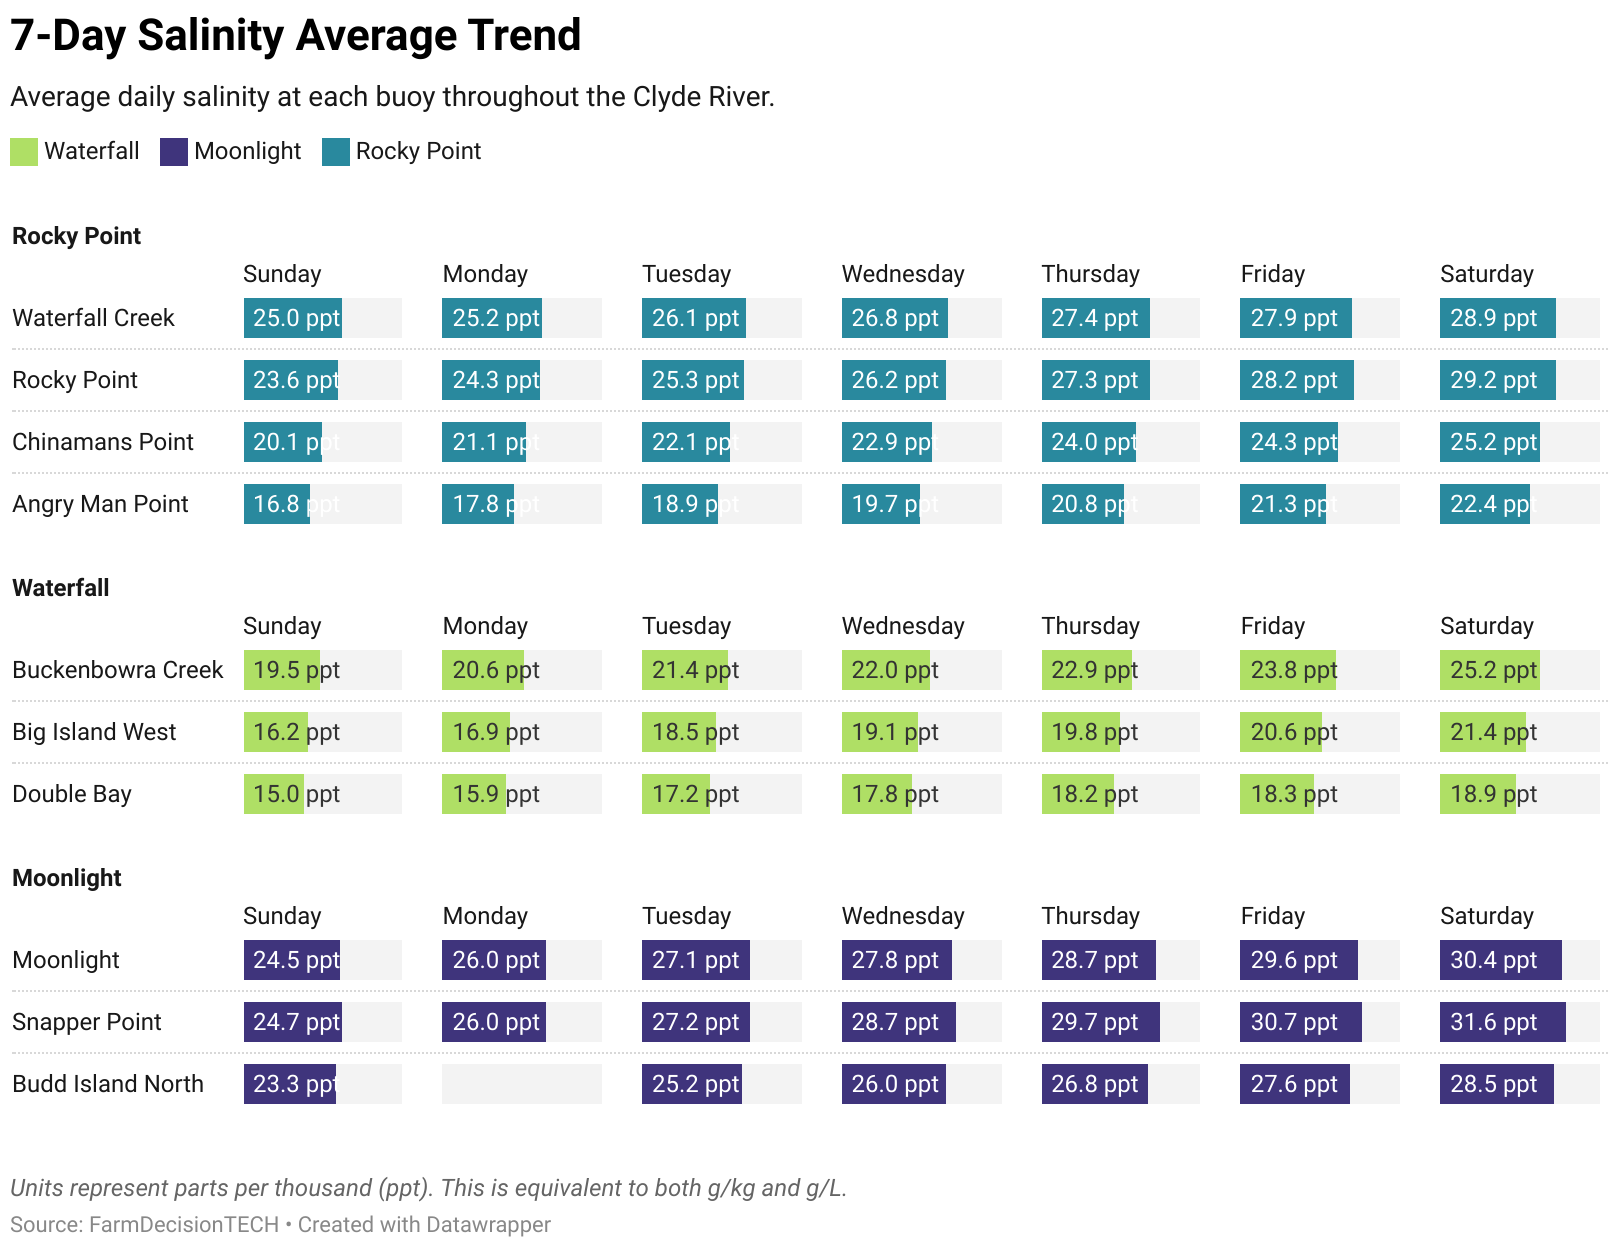 7-Day Salinity Average Trend
Average daily salinity at each buoy throughout the Clyde River.
Waterfall Moonlight Rocky Point
Rocky Point
Sunday Monday Tuesday Wednesday Thursday Friday Saturday
Waterfall Creek 25.0 ppt 25.2 ppt 26.1 ppt 26.8 ppt 27.4 ppt 27.9 ppt 28.9 ppt
Rocky Point 23.6 ppt 24.3 ppt 25.3 ppt 26.2 ppt 27.3 ppt 28.2 ppt 29.2 ppt
Chinamans Point 20.1 ppt 21.1 ppt 22.1 ppt 22.9 ppt 24.0 ppt 24.3 ppt 25.2 ppt
Angry Man Point 16.8 ppt 17.8 ppt 18.9 ppt 19.7 ppt 20.8 ppt 21.3 ppt 22.4 ppt
Waterfall
Sunday Monday Tuesday Wednesday Thursday Friday Saturday
Buckenbowra Creek 19.5 ppt 20.6 ppt 21.4 ppt 22.0 ppt 22.9 ppt 23.8 ppt 25.2 ppt
Big Island West 16.2 ppt 16.9 ppt 18.5 ppt 19.1 ppt 19.8 ppt 20.6 ppt 21.4 ppt
Double Bay 15.0 ppt 15.9 ppt 17.2 ppt 17.8 ppt 18.2 ppt 18.3 ppt 18.9 ppt
Moonlight
Sunday Monday Tuesday Wednesday Thursday Friday Saturday
Moonlight 24.5 ppt 26.0 ppt 27.1 ppt 27.8 ppt 28.7 ppt 29.6 ppt 30.4 ppt
Snapper Point 24.7 ppt 26.0 ppt 27.2 ppt 28.7 ppt 29.7 ppt 30.7 ppt 31.6 ppt
Budd Island North 23.3 ppt 25.2 ppt 26.0 ppt 26.8 ppt 27.6 ppt 28.5 ppt
Units represent parts per thousand (ppt). This is equivalent to both g/kg and g/L.
Source: FarmDecisionTECH • Created with Datawrapper